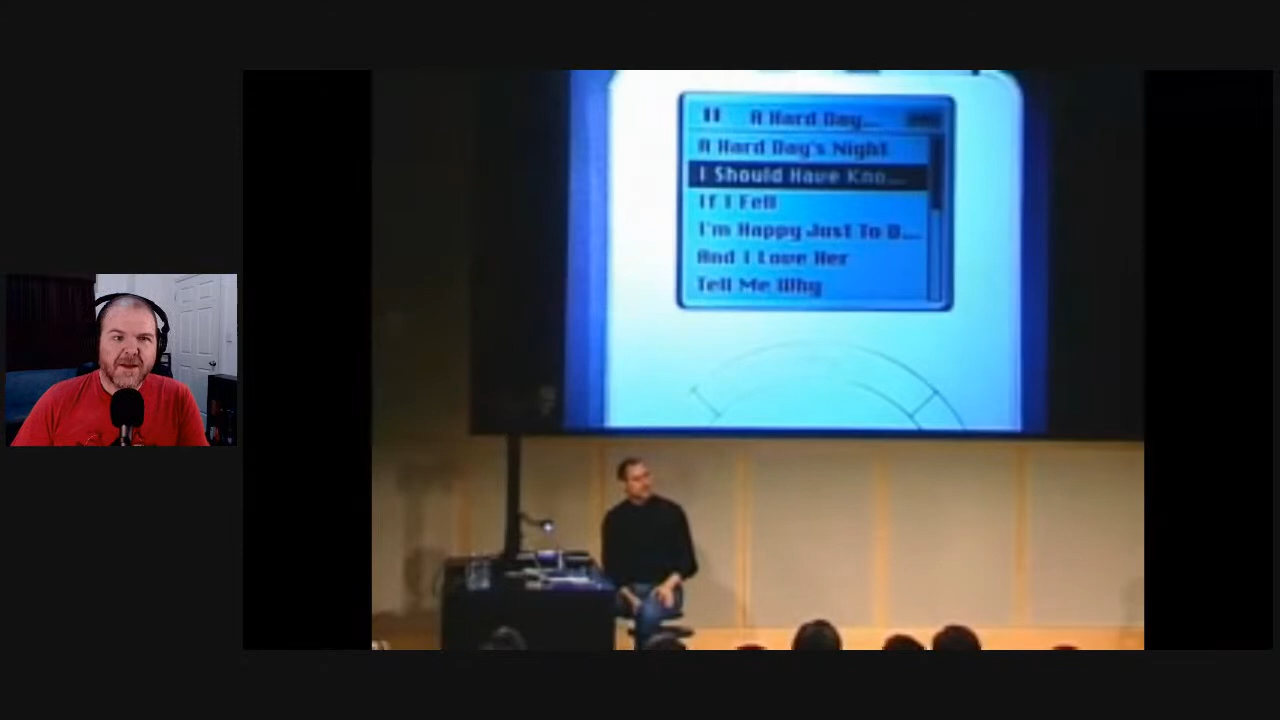 A Hard Day...
A Hard Day's Night
I Should Have Kno...
If I Fell
I'm Happy Just To D...
And I Love Her
Tell Me Why